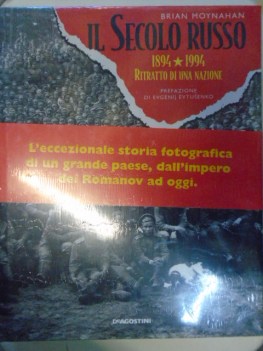 BRIAN MOYNAHAN
IL SECOLO RUSSO
1894 ★ 1994
RITRATTO DI UNA NAZIONE
PREFAZIONE
DI EVGENIJ EVTUŠENKO
L'eccezionale storia fotografica
di un grande paese, dall'impero
dei Romanov ad oggi.
DEAGOSTINI